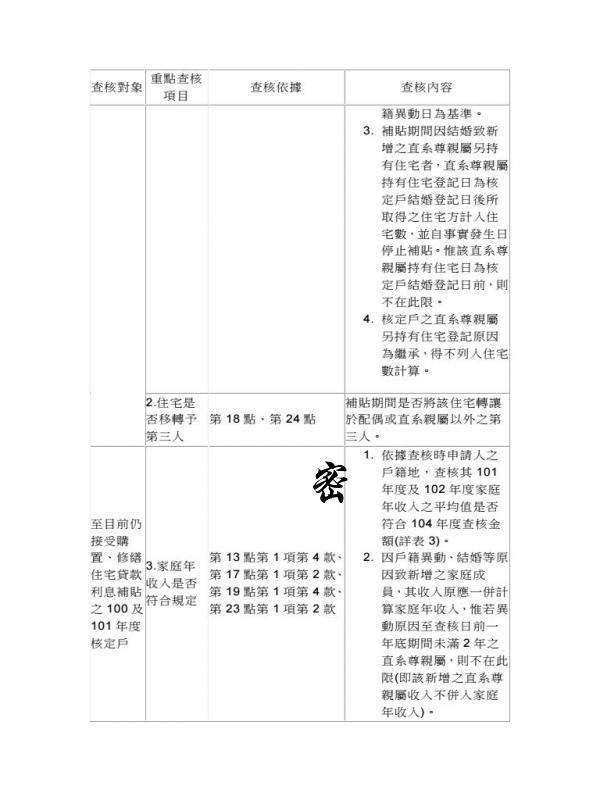 查核對象
重點查核
項目
查核依據
查核內容
籍異動日為基準。
3. 補貼期間因結婚致新
增之直系尊親屬另持
有住宅者,直系尊親屬
持有住宅登記日為核
定戶結婚登記日後所
取得之住宅方計入住
宅數,並自事實發生日
停止補貼。惟該直系尊
親屬持有住宅日為核
定戶結婚登記日前,則
不在此限。
4. 核定戶之直系尊親屬
另持有住宅登記原因
為繼承,得不列入住宅
數計算。
2.住宅是
否移轉予
第三人
第 18 點、第 24 點
補貼期間是否將該住宅轉讓
於配偶或直系親屬以外之第
三人。
密
至目前仍
接受購
置、修繕
住宅貸款
利息補貼
之 100 及
101 年度
核定戶
3.家庭年
收入是否
符合規定
第 13 點第 1 項第 4 款、
第 17 點第 1 項第 2 款、
第 19 點第 1 項第 4 款、
第 23 點第 1 項第 2 款
1. 依據查核時申請人之
戶籍地,查核其 101
年度及 102 年度家庭
年收入之平均值是否
符合 104 年度查核金
額(詳表 3)。
2. 因戶籍異動、結婚等原
因致新增之家庭成
員,其收入原應一併計
算家庭年收入,惟若異
動原因至查核日前一
年底期間未滿 2 年之
直系尊親屬,則不在此
限(即該新增之直系尊
親屬收入不併入家庭
年收入)。